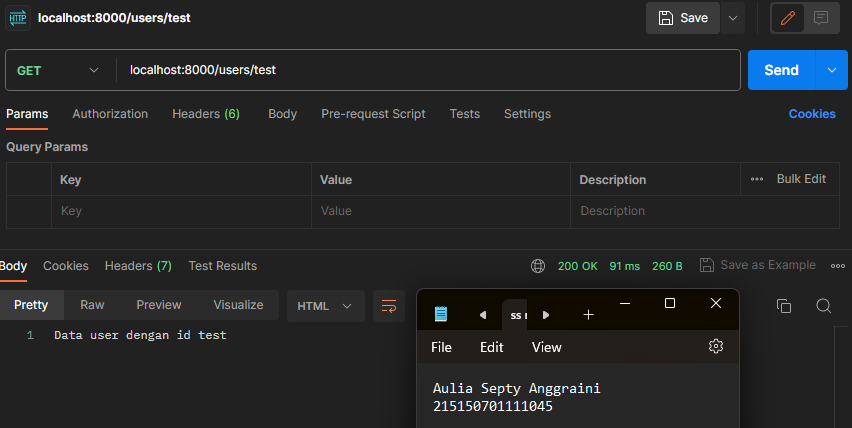 HTTP localhost:8000/users/test Save
GET localhost:8000/users/test Send
Params Authorization Headers (6) Body Pre-request Script Tests Settings Cookies
Query Params
Key Value Description Bulk Edit
Key Value Description
Body Cookies Headers (7) Test Results 200 OK 91 ms 260 B Save as Example
Pretty Raw Preview Visualize HTML
1 Data user dengan id test
ss
File Edit View
Aulia Septy Anggraini
215150701111045